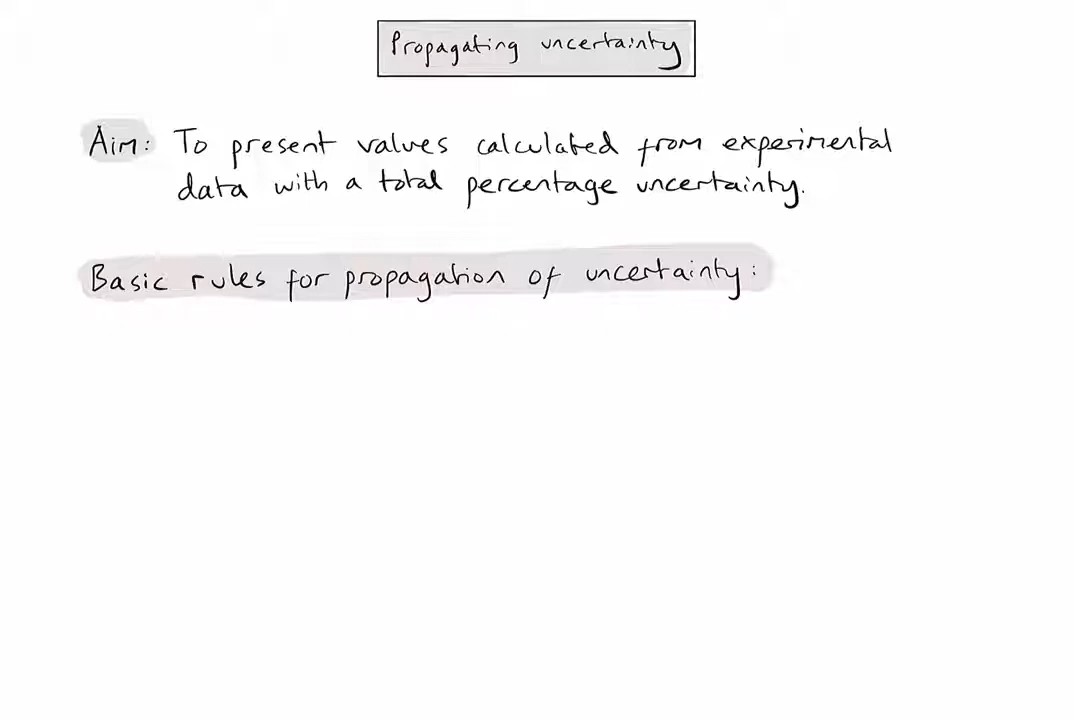 Propagating uncertainty
Aim: To present values calculated from experimental
data with a total percentage uncertainty.
Basic rules for propagation of uncertainty: